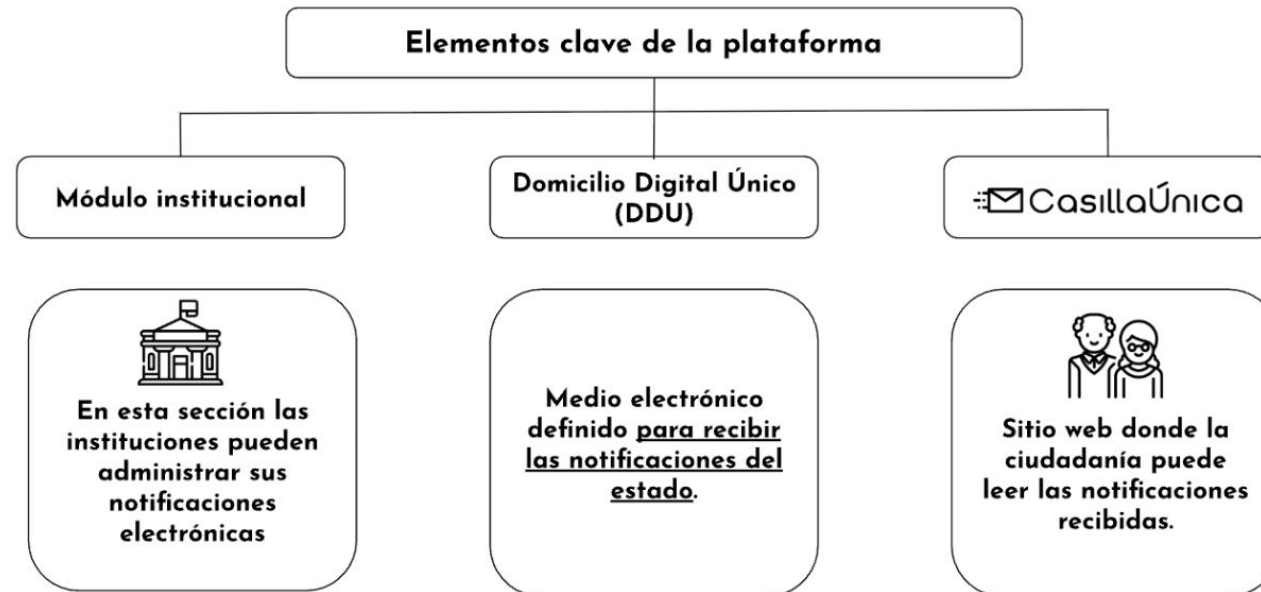 Elementos clave de la plataforma
Módulo institucional
Domicilio Digital Único
(DDU)
CasillaÚnica
En esta sección las
instituciones pueden
administrar sus
notificaciones
electrónicas
Medio electrónico
definido para recibir
las notificaciones del
estado.
Sitio web donde la
ciudadanía puede
leer las notificaciones
recibidas.